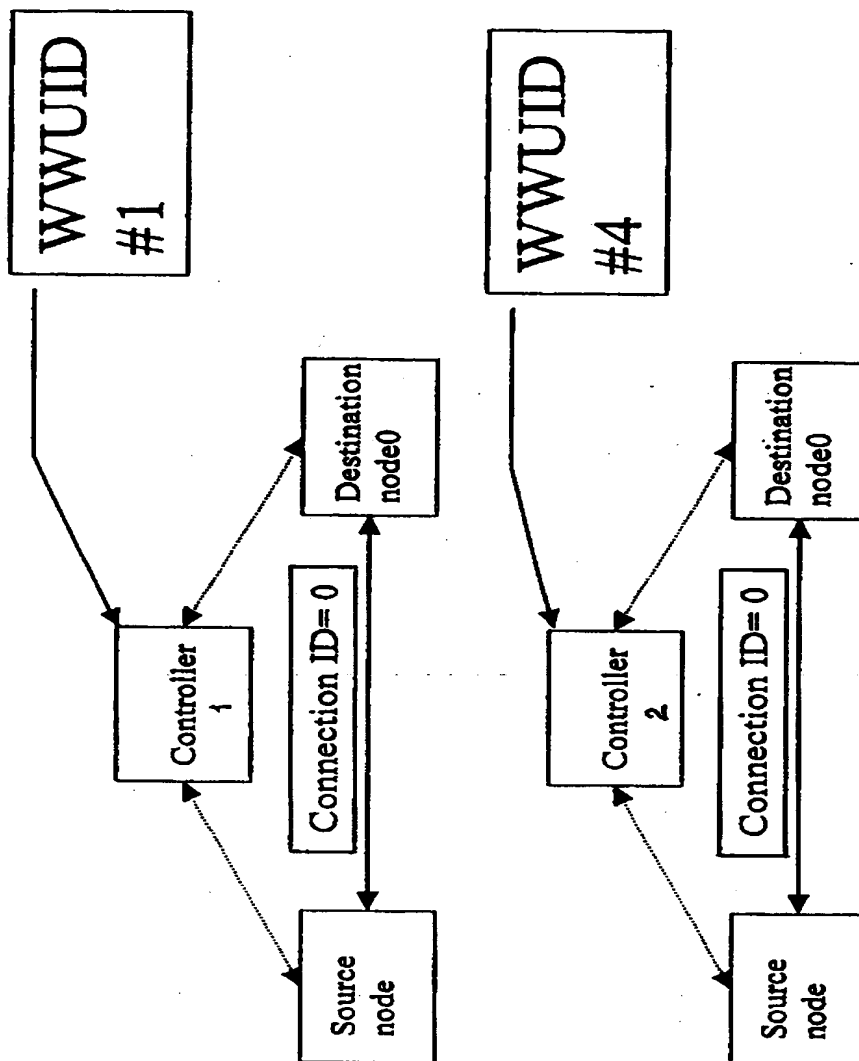 WWUID
#1
Controller
1
Source
node
Connection ID= 0
Destination
node0
WWUID
#4
Controller
2
Source
node
Connection ID= 0
Destination
node0